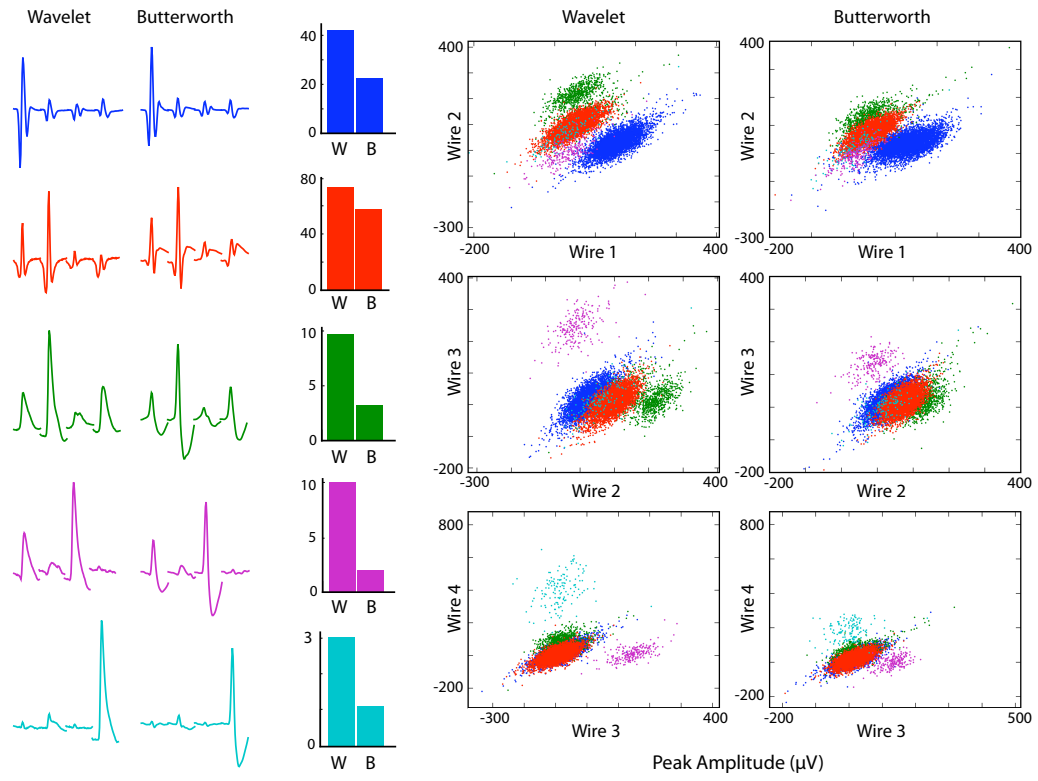 Wavelet Butterworth
40
20
0
W B
80
40
0
W B
10
5
0
W B
10
5
0
W B
3
0
W B
Wavelet Butterworth
400
Wire 2
-300
-200 Wire 1 400
400
Wire 2
-300
-200 Wire 1 400
400
Wire 3
-200
-300 Wire 2 400
400
Wire 3
-200
-200 Wire 2 400
800
Wire 4
-200
-300 400
800
Wire 4
-200
-200 Wire 3 500
Peak Amplitude (μV)